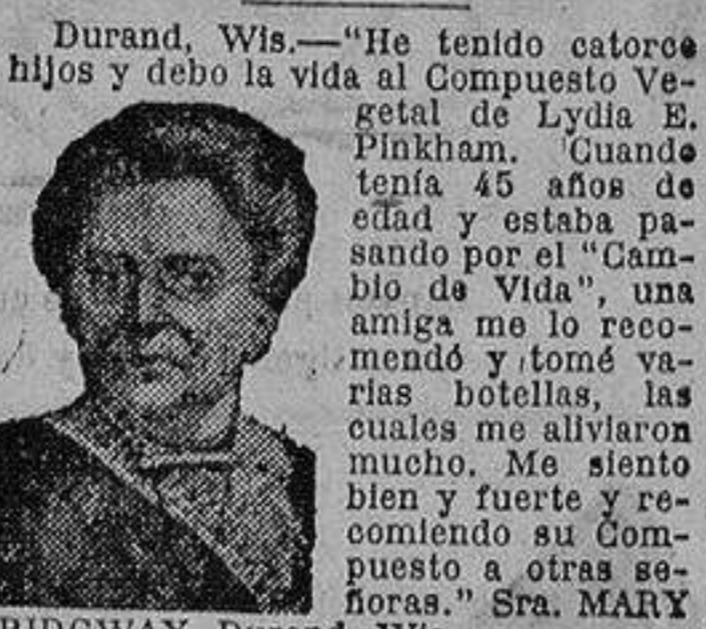 Durand, Wis.—“He tenido catorce
hijos y debo la vida al Compuesto Ve-
getal de Lydia E.
Pinkham. Cuando
tenía 45 años de
edad y estaba pa-
sando por el “Cam-
bio de Vida”, una
amiga me lo reco-
mendó y tomé va-
rias botellas, las
cuales me aliviaron
mucho. Me siento
bien y fuerte y re-
comiendo su Com-
puesto a otras se-
ñoras.” Sra. MARY
RIDGWAY, Durand, Wis.